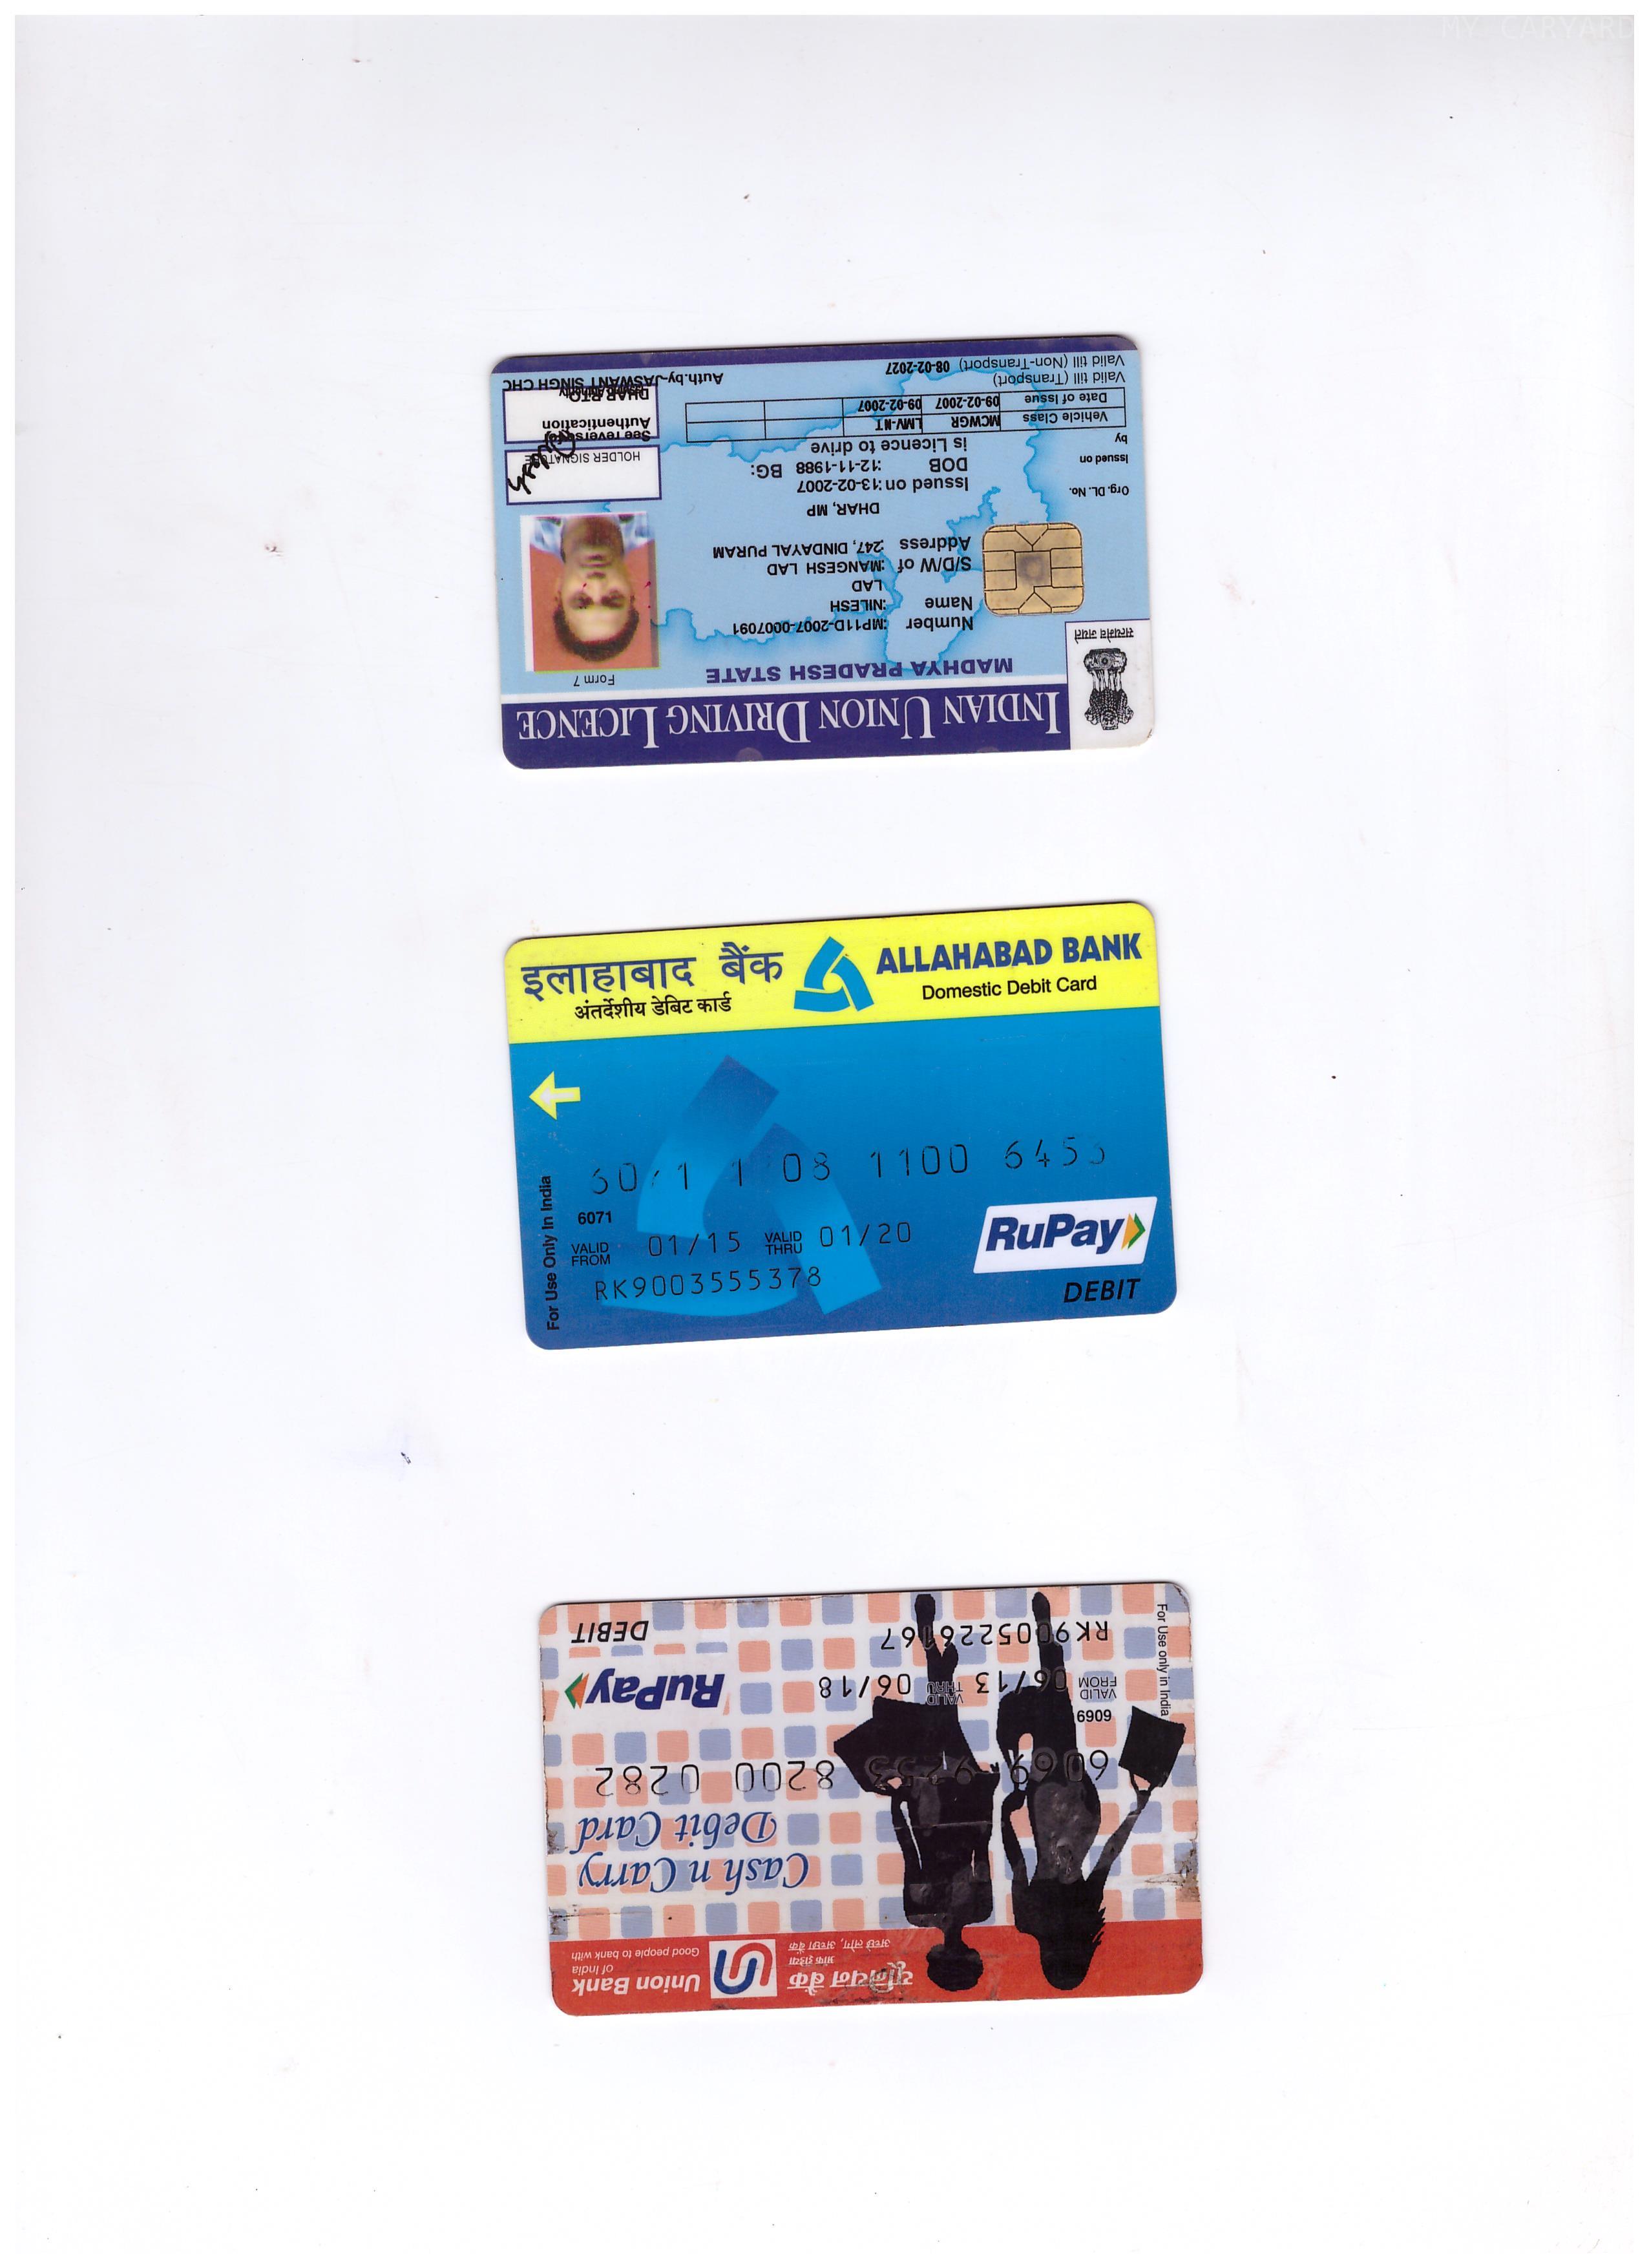 यूनियन बैंक
ऑफ इंडिया
अच्छे लोग, अच्छा बैंक
Union Bank
of India
Good people to bank with
Cash n Carry
Debit Card
6069 9253 8200 0282
6069
VALID FROM 06/13 VALID THRU 06/18
RK9005226167
For Use only in India
RuPay
DEBIT
इलाहाबाद बैंक
अंतर्देशीय डेबिट कार्ड
ALLAHABAD BANK
Domestic Debit Card
1100
6071
VALID FROM 01/15 VALID THRU 01/20
RK900355378
For Use Only In India
RuPay
DEBIT
INDIAN UNION DRIVING LICENCE
MADHYA PRADESH STATE
Form 7
सत्यमेव जयते
Number :MP11D-2007-0007091
Name :NILESH
LAD
S/D/W of :MANGESH LAD
Address :247, DINDAYAL PURAM
DHAR, MP
Org. DL. No.
Issued on :13-02-2007
DOB :12-11-1988 BG:
Issued on
by
is Licence to drive
HOLDER SIGNATURE
See reverse for
Authentication
Vehicle Class MCWGR LMV-NT
Date of Issue 09-02-2007 09-02-2007
DHAR RTO
Valid till (Transport)
Auth.by-JASWANT SINGH CHC
Valid till (Non-Transport) 08-02-2027
MY CARYARD